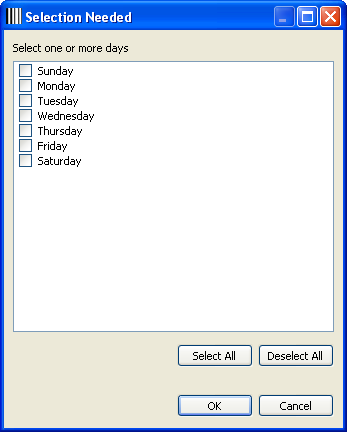 Selection Needed
Select one or more days
Sunday
Monday
Tuesday
Wednesday
Thursday
Friday
Saturday
Select All
Deselect All
OK
Cancel